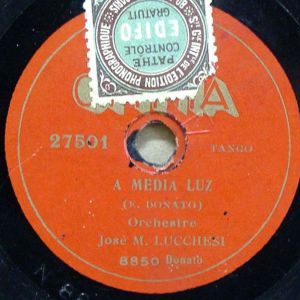 EDIFO
PATHE
CONTROLE
GRATUIT
27501
TANGO
A MEDIA LUZ
(E. DONATO)
Orchestre
José M. LUCCHESI
8850 Donato